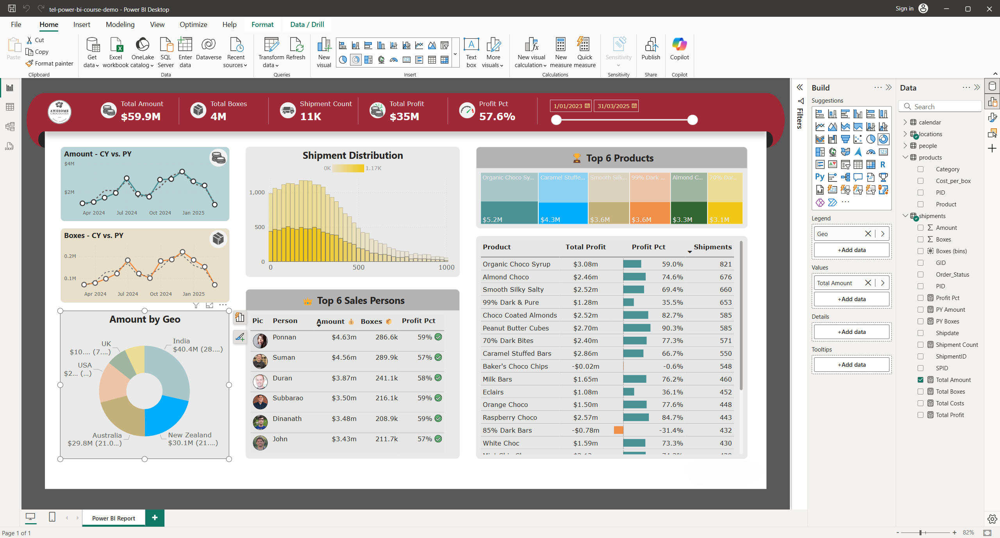 tel-power-bi-course-demo - Power BI Desktop
Sign in
File Home Insert Modeling View Optimize Help Format Data / Drill
Paste
Cut
Copy
Format painter
Clipboard
Get data
Excel workbook
OneLake catalog
SQL Server
Enter data
Dataverse
Recent sources
Data
Transform data
Refresh
Queries
New visual
Text box
More visuals
Insert
New visual calculation
New measure
Quick measure
Calculations
Sensitivity
Sensitivity
Publish
Share
Copilot
Copilot
AWESOME
CHOCOLATES
Total Amount
$59.9M
Total Boxes
4M
Shipment Count
11K
Total Profit
$35M
Profit Pct
57.6%
1/01/2023
31/03/2025
Amount - CY vs. PY
$4M
$2M
Apr 2024 Jul 2024 Oct 2024 Jan 2025
Boxes - CY vs. PY
0.2M
0.1M
Apr 2024 Jul 2024 Oct 2024 Jan 2025
Amount by Geo
India
$40.4M (28....)
UK
$10.... (7....)
USA
$2... (...)
Australia
$29.8M (21.0...)
New Zealand
$30.1M (21....)
Shipment Distribution
0K 1.17K
1,000
500
0
0 500 1000
Top 6 Sales Persons
Pic Person Amount Boxes Profit Pct
Ponnan $4.63m 286.6k 59%
Suman $4.56m 289.9k 57%
Duran $3.87m 241.1k 58%
Subbarao $3.50m 216.1k 59%
Dinanath $3.48m 208.9k 59%
John $3.43m 211.7k 57%
Top 6 Products
Organic Choco Sy... Caramel Stuffe... Smooth Silk... 99% Dark ... Almond C... 70% Dar...
$5.2M $4.3M $3.6M $3.6M $3.3M $3.1M
Product Total Profit Profit Pct Shipments
Organic Choco Syrup $3.08m 59.0% 821
Almond Choco $2.46m 74.6% 676
Smooth Silky Salty $2.52m 69.4% 660
99% Dark & Pure $1.28m 35.5% 653
Choco Coated Almonds $2.52m 82.7% 585
Peanut Butter Cubes $2.70m 90.3% 585
70% Dark Bites $2.40m 77.3% 571
Caramel Stuffed Bars $2.86m 66.7% 550
Baker's Choco Chips -$0.02m -0.6% 548
Milk Bars $1.65m 76.2% 460
Eclairs $1.08m 36.1% 452
Orange Choco $1.50m 77.6% 448
Raspberry Choco $2.57m 84.7% 443
85% Dark Bars -$0.78m -31.4% 432
White Choc $1.59m 73.3% 430
Filters
Build
Suggestions
Legend
Geo
+Add data
Values
Total Amount
+Add data
Details
+Add data
Tooltips
+Add data
Data
Search
calendar
locations
people
products
Category
Cost_per_box
PID
Product
shipments
Amount
Boxes
Boxes (bins)
GID
Order_Status
PID
Profit Pct
PY Amount
PY Boxes
Shipdate
Shipment Count
ShipmentID
SPID
Total Amount
Total Boxes
Total Costs
Total Profit
Power BI Report
+
Page 1 of 1
- + 82%